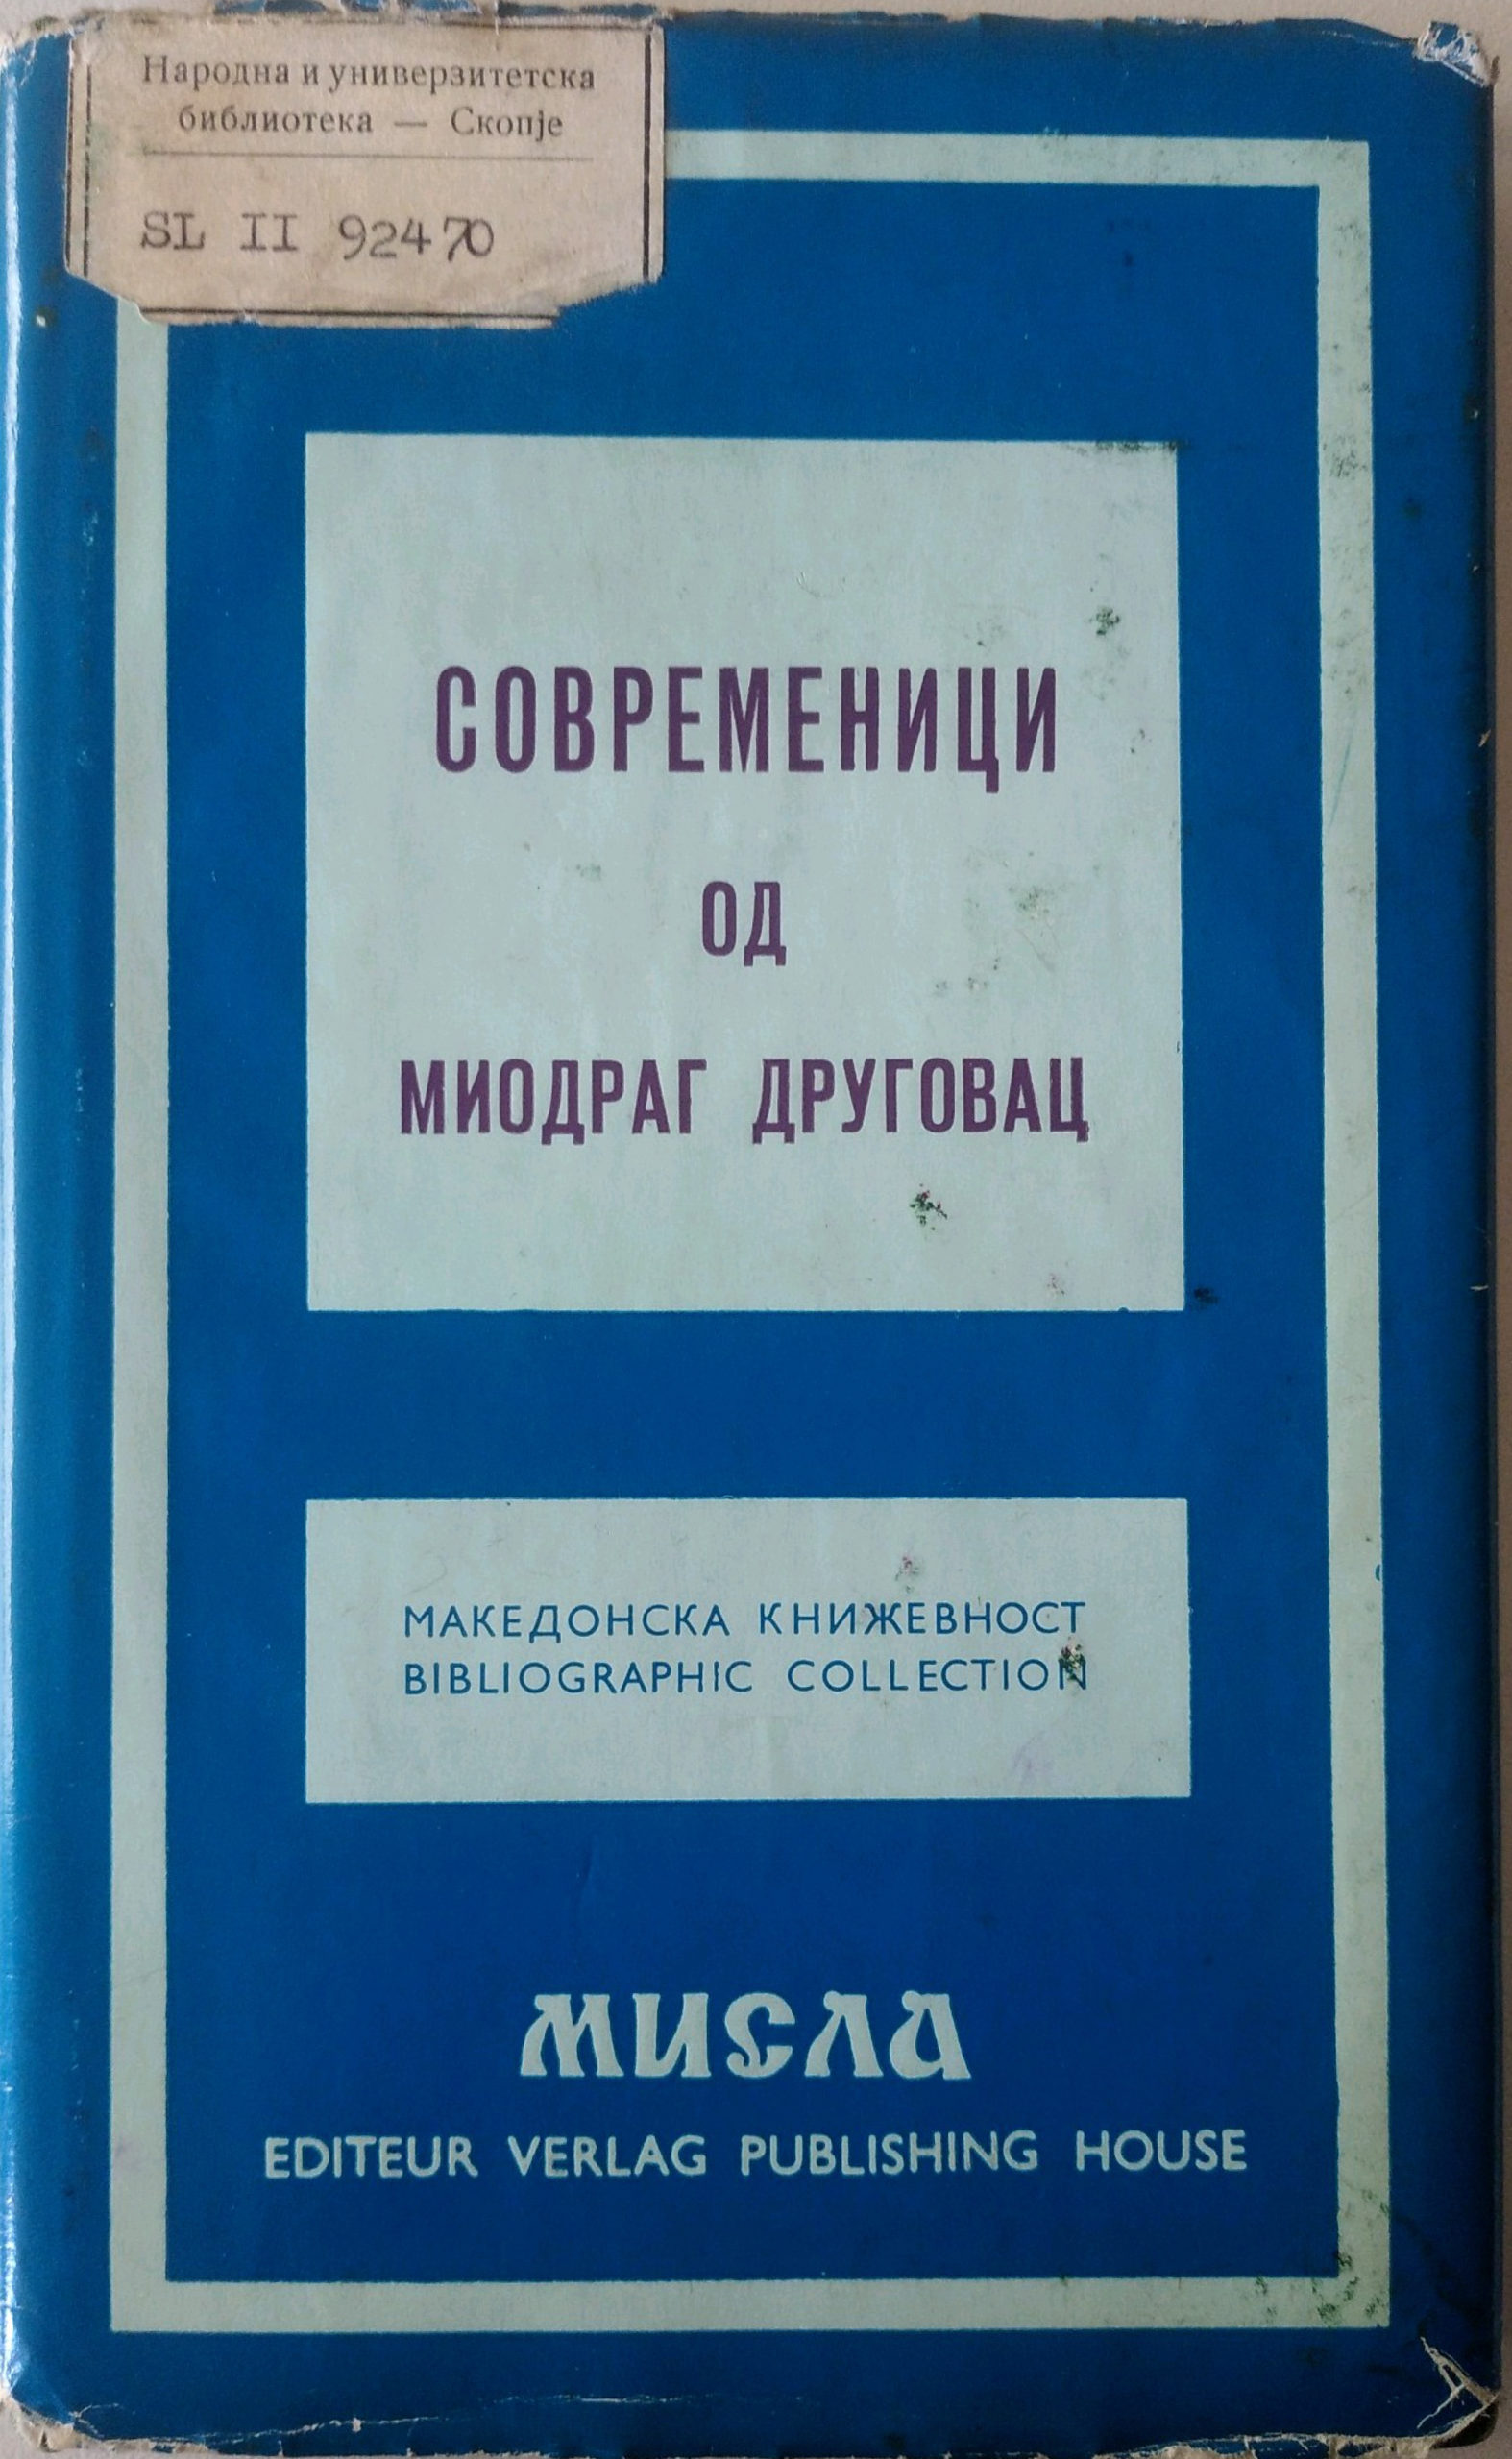 Народна и универзитетска
библиотека — Скопје
SL II 92470
СОВРЕМЕНИЦИ
ОД
МИОДРАГ ДРУГОВАЦ
МАКЕДОНСКА КНИЖЕВНОСТ
BIBLIOGRAPHIC COLLECTION
МИСЛА
EDITEUR VERLAG PUBLISHING HOUSE